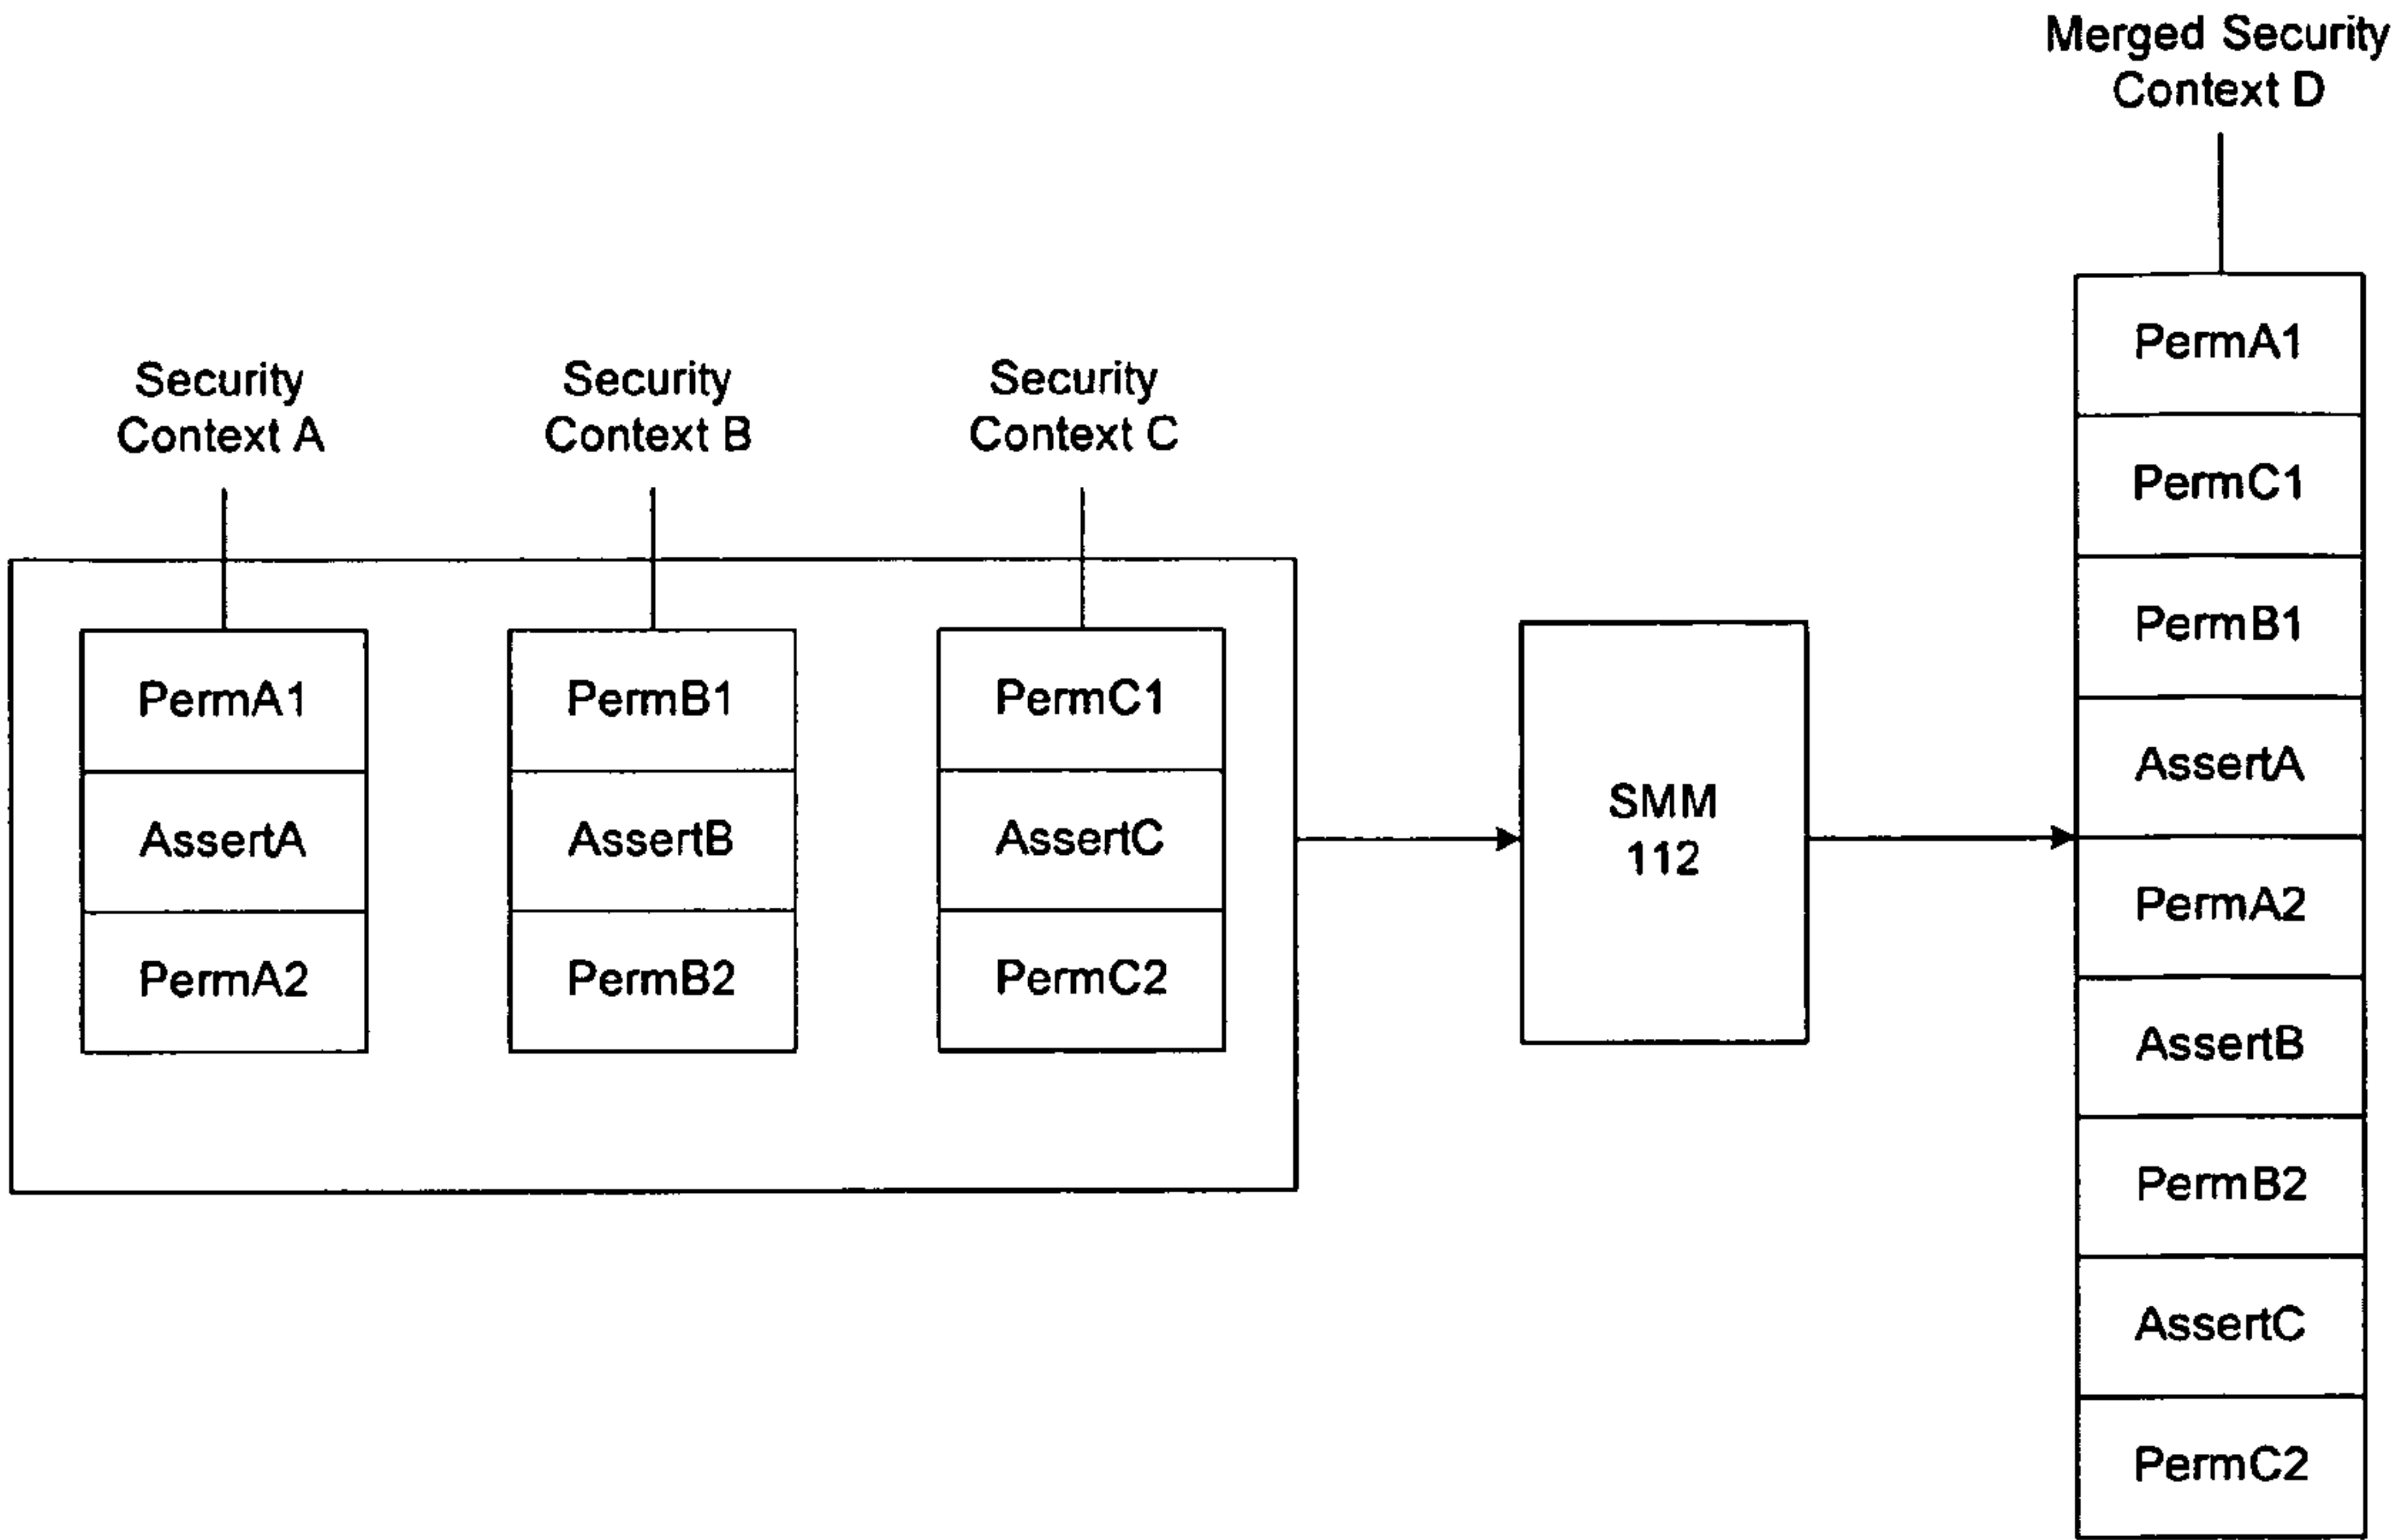 Merged Security
Context D
Security
Context A
Security
Context B
Security
Context C
PermA1
AssertA
PermA2
PermB1
AssertB
PermB2
PermC1
AssertC
PermC2
SMM
112
PermA1
PermC1
PermB1
AssertA
PermA2
AssertB
PermB2
AssertC
PermC2